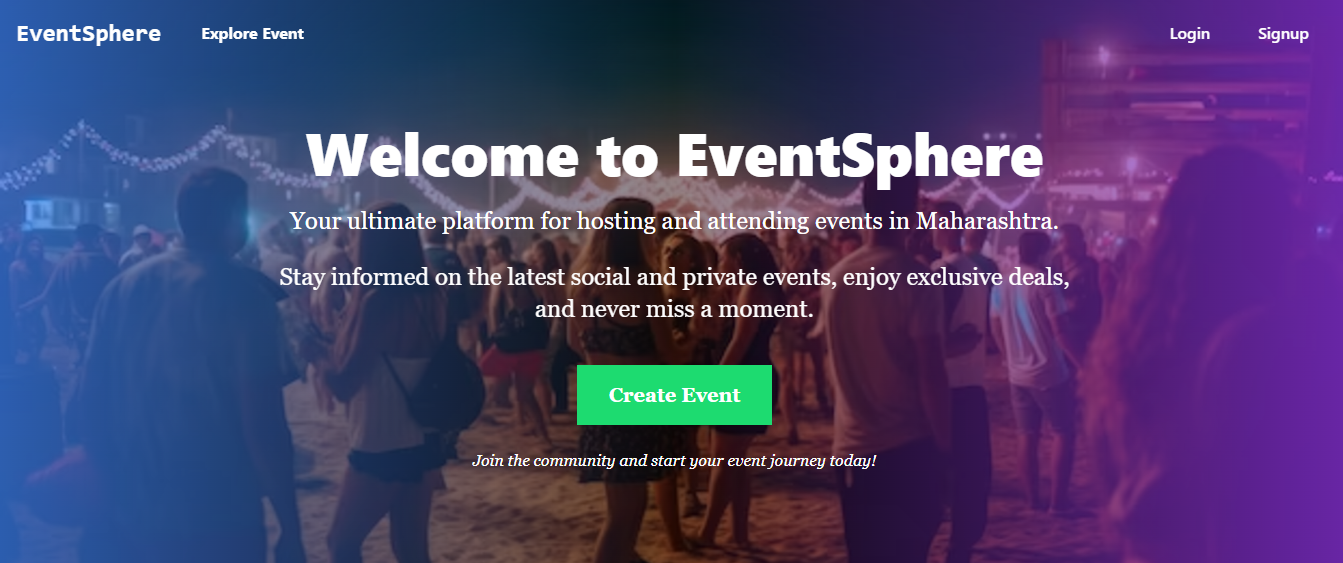 EventSphere
Explore Event
Login
Signup
Welcome to EventSphere
Your ultimate platform for hosting and attending events in Maharashtra.
Stay informed on the latest social and private events, enjoy exclusive deals,
and never miss a moment.
Create Event
Join the community and start your event journey today!